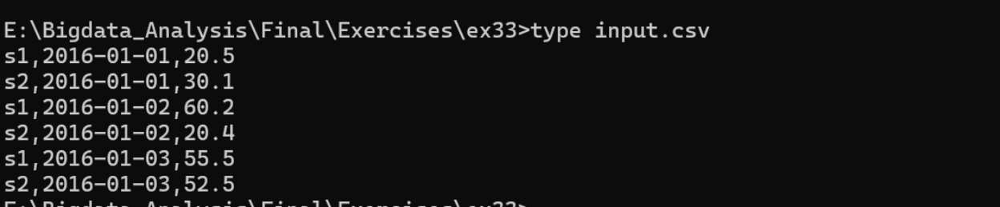 E:\Bigdata_Analysis\Final\Exercises\ex33>type input.csv
s1,2016-01-01,20.5
s2,2016-01-01,30.1
s1,2016-01-02,60.2
s2,2016-01-02,20.4
s1,2016-01-03,55.5
s2,2016-01-03,52.5
E:\Bigdata_Analysis\Final\Exercises\ex33>